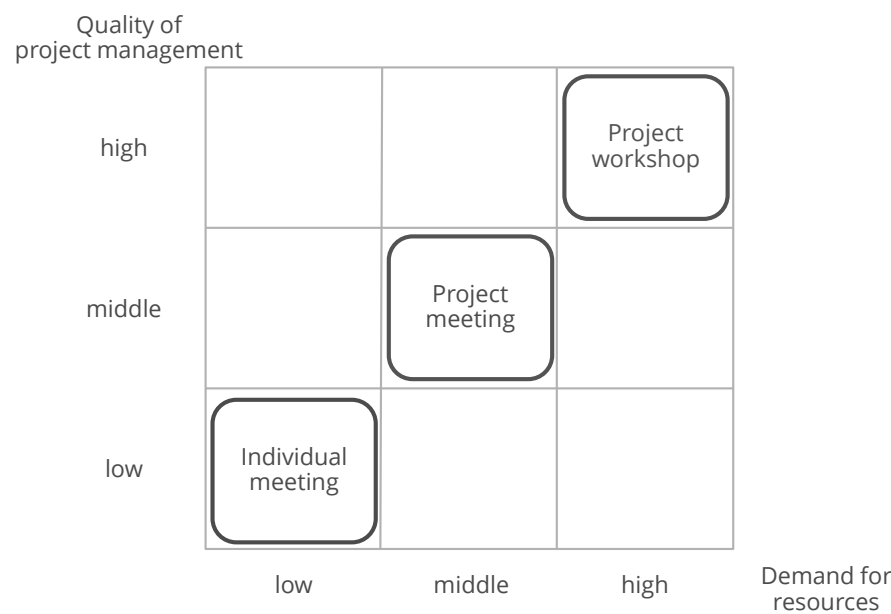 Quality of
project management
high
Project
workshop
middle
Project
meeting
low
Individual
meeting
low
middle
high
Demand for
resources